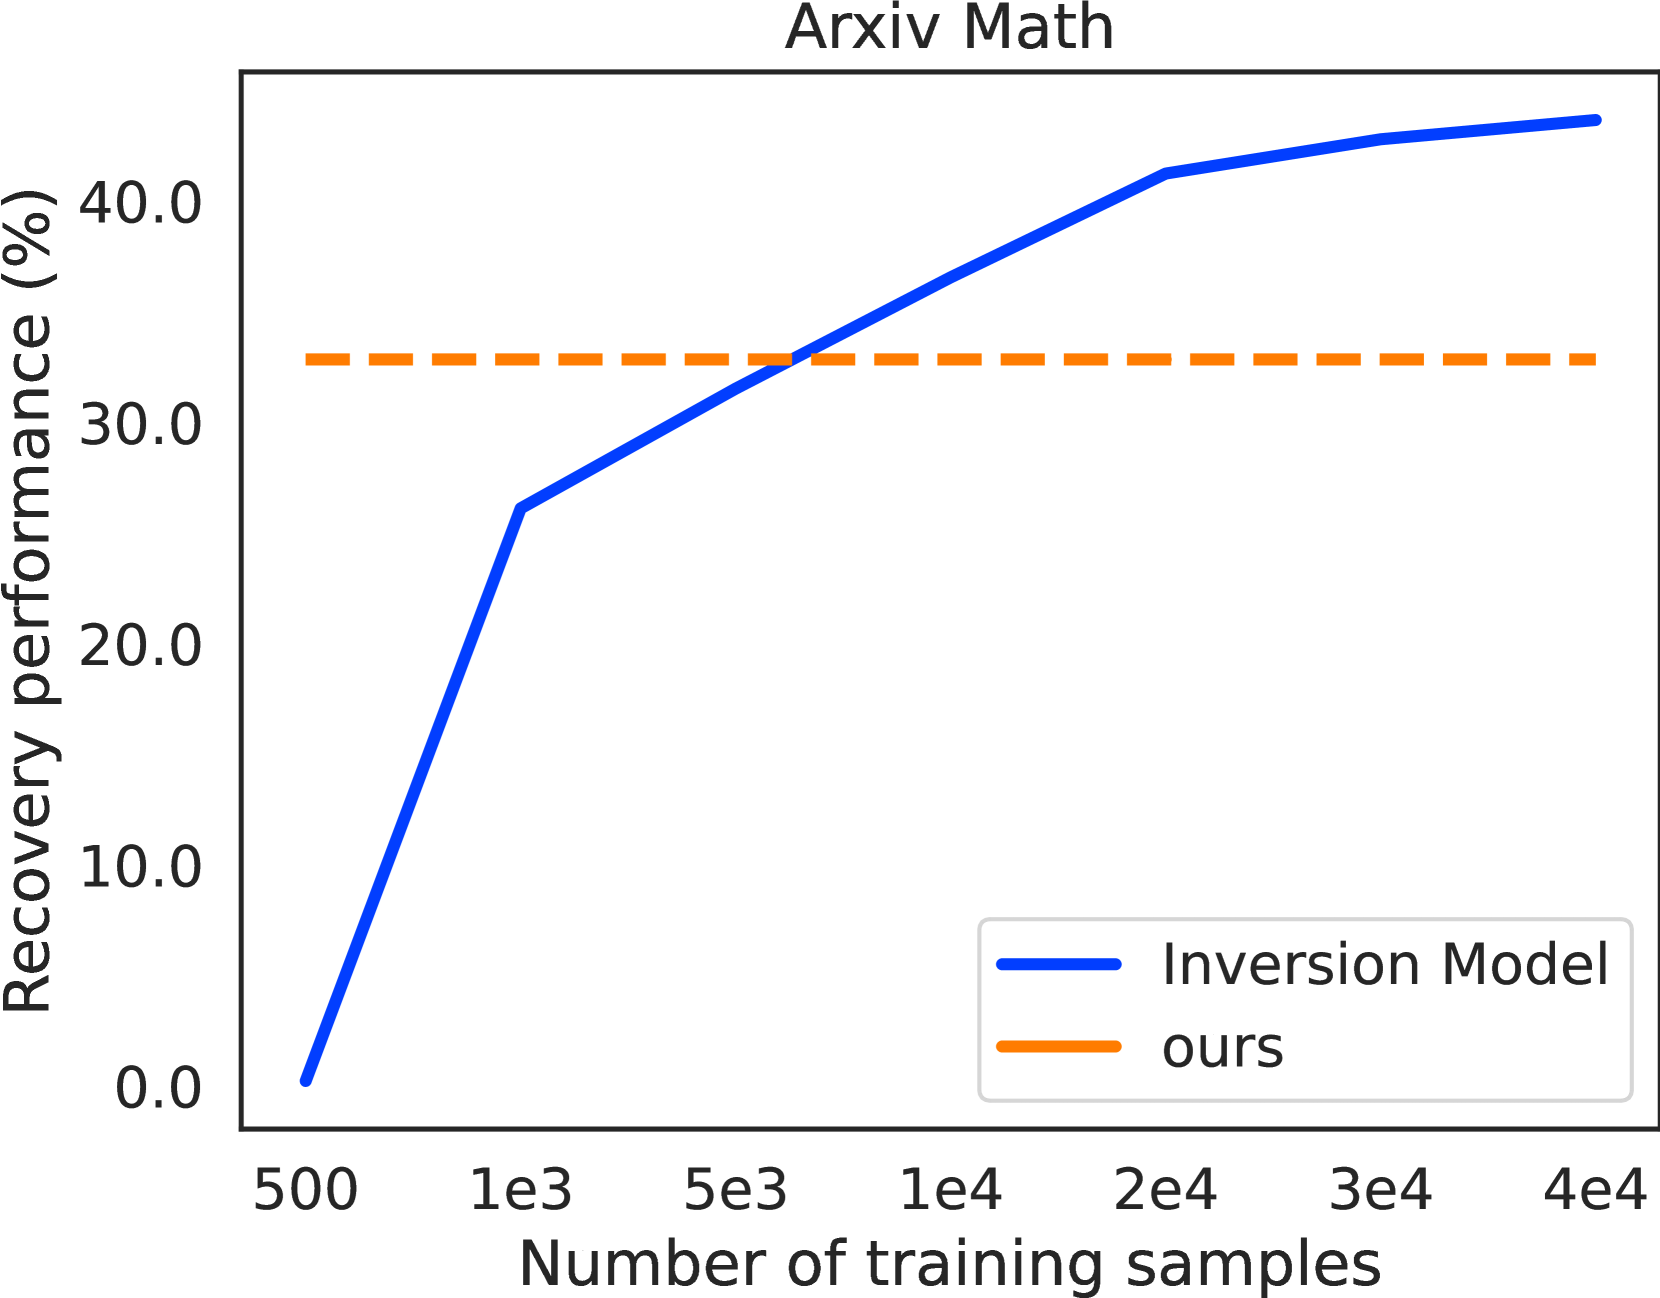 Arxiv Math
Recovery performance (%)
40.0
30.0
20.0
10.0
0.0
Inversion Model
ours
500 1e3 5e3 1e4 2e4 3e4 4e4
Number of training samples